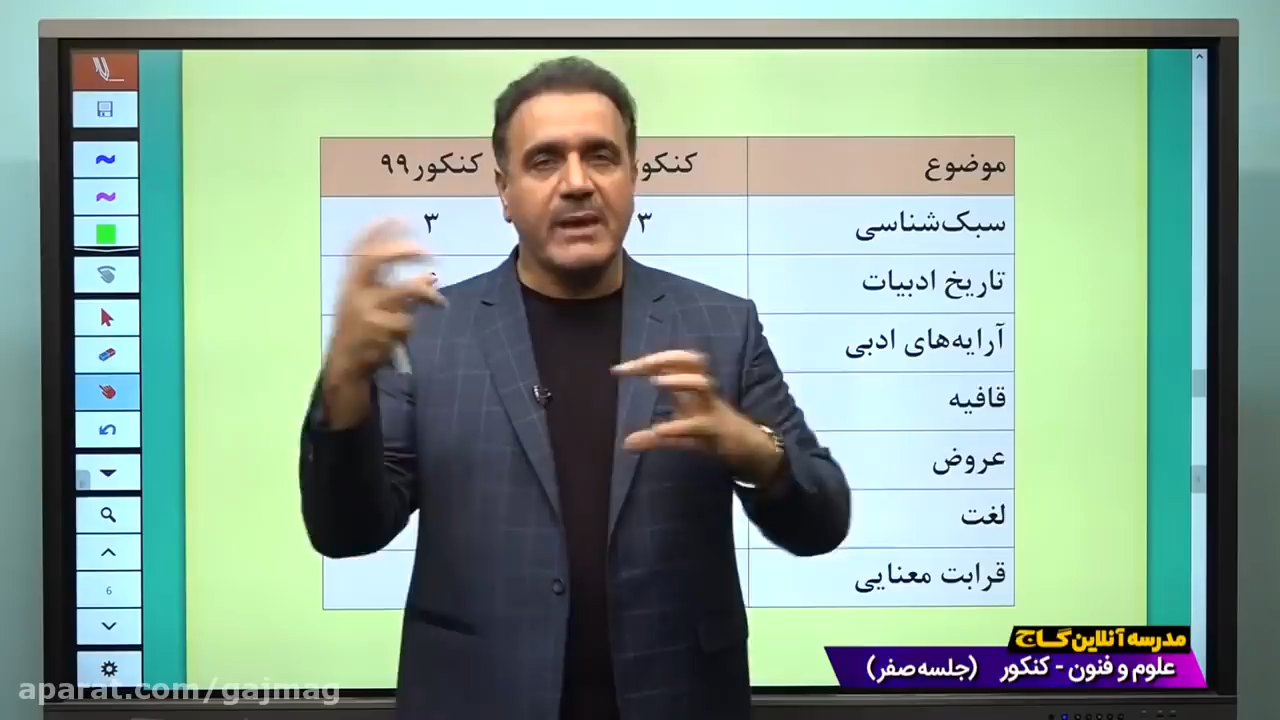 موضوع کنکور کنکور۹۹
سبک‌شناسی ۳ ۳
تاریخ ادبیات
آرایه‌های ادبی
قافیه
عروض
لغت
قرابت معنایی
6
مدرسه آنلاین گاج
علوم و فنون - کنکور (جلسه صفر)
aparat.com/gajmag